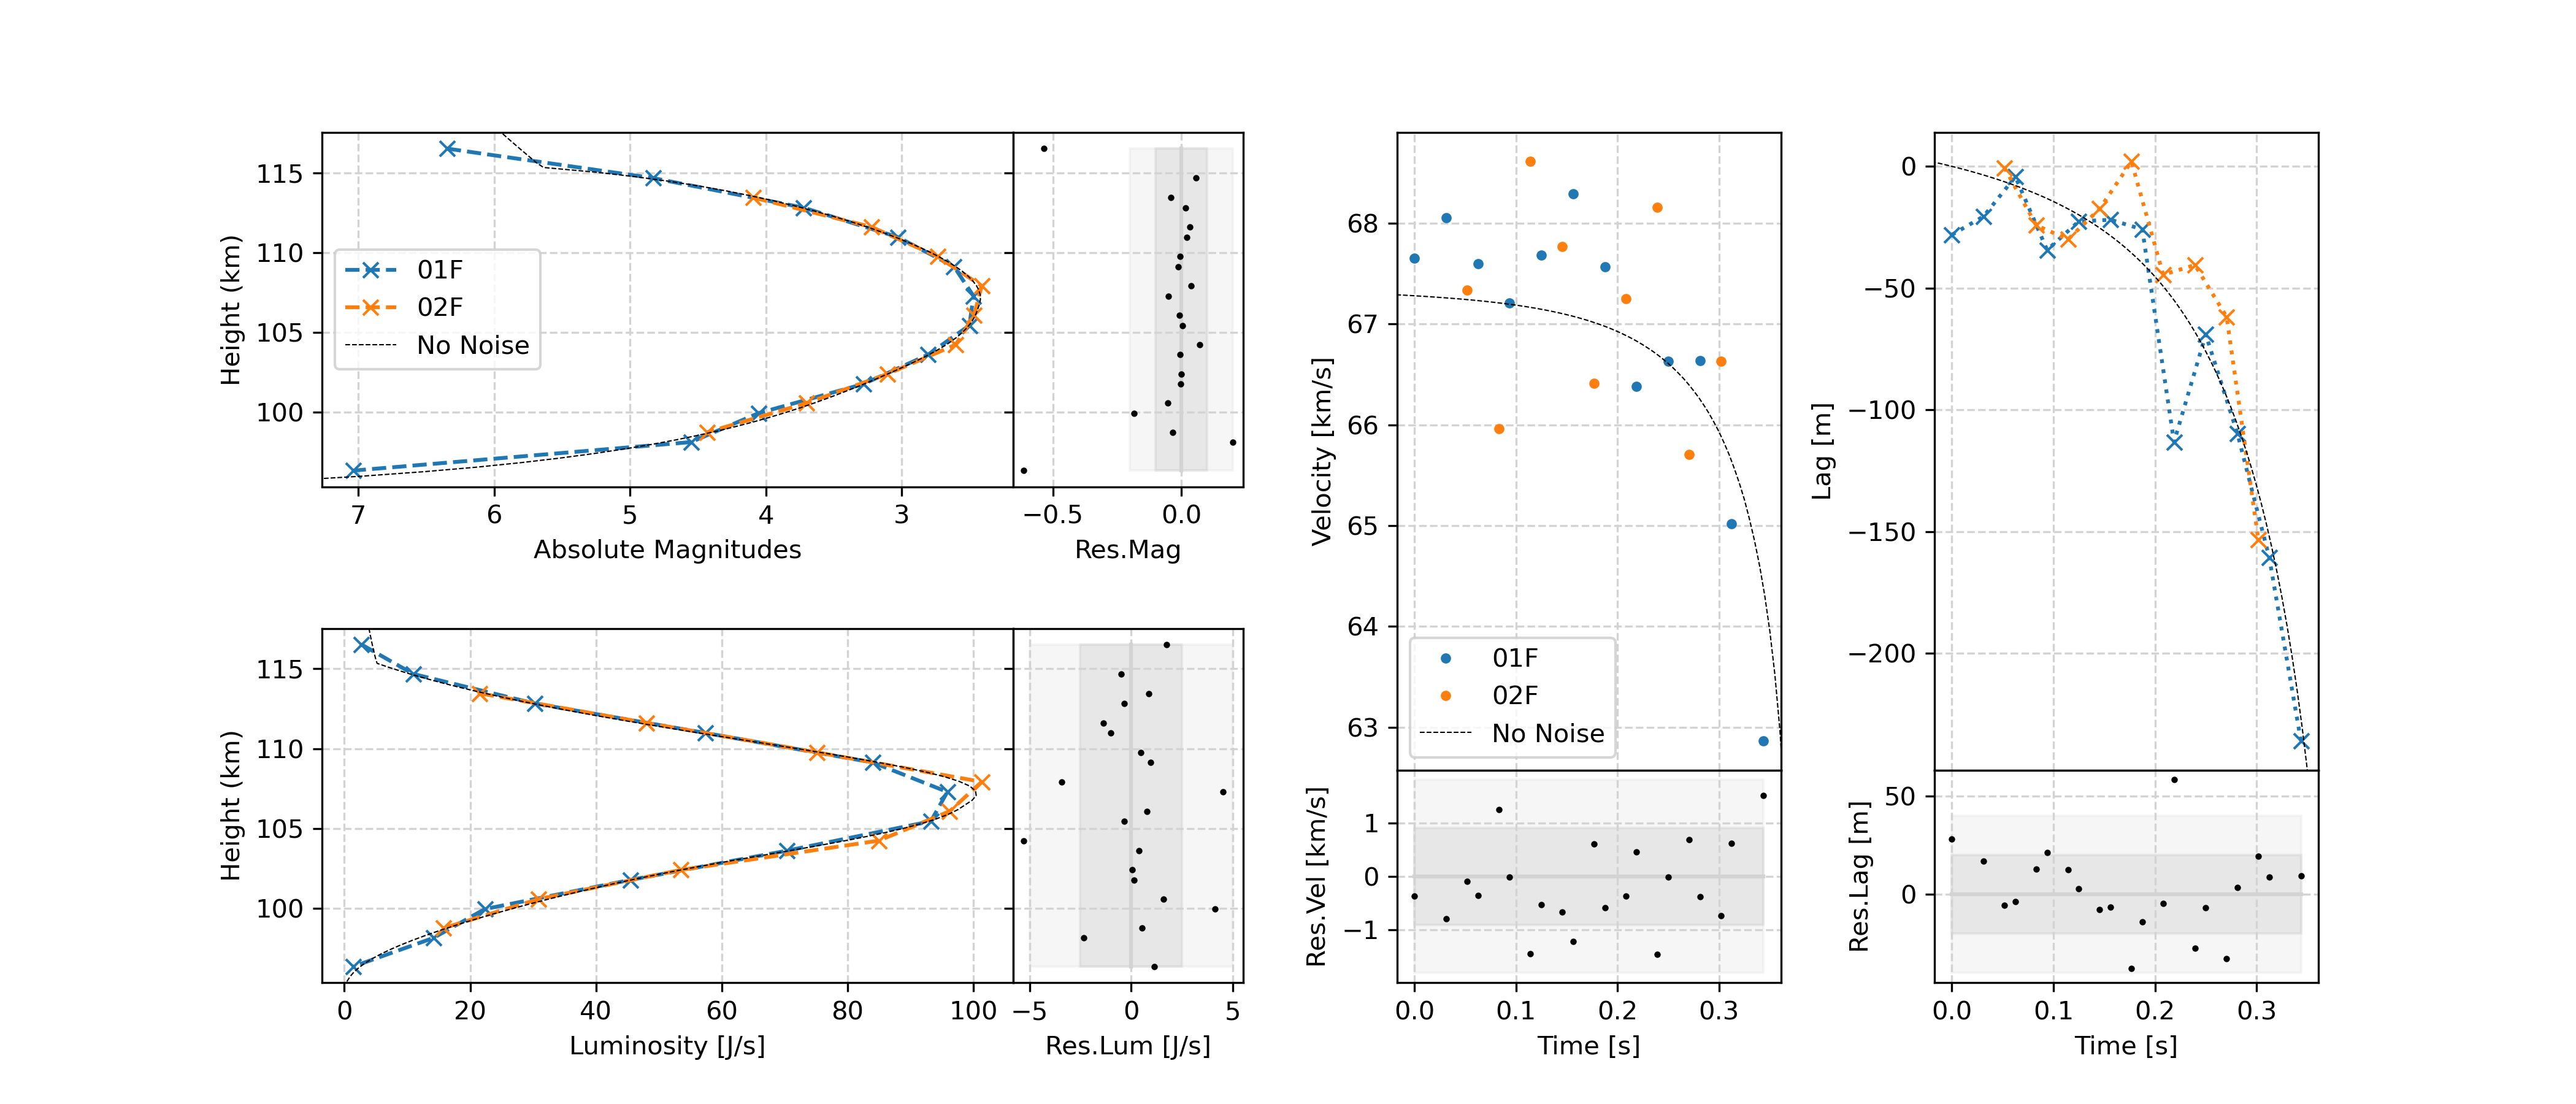 115
110
105
100
Height (km)
01F
02F
No Noise
7 6 5 4 3
Absolute Magnitudes
−0.5 0.0
Res.Mag
115
110
105
100
Height (km)
0 20 40 60 80 100
Luminosity [J/s]
−5 0 5
Res.Lum [J/s]
68
67
66
65
64
63
Velocity [km/s]
01F
02F
No Noise
1
0
−1
Res.Vel [km/s]
0.0 0.1 0.2 0.3
Time [s]
0
−50
−100
−150
−200
Lag [m]
50
0
Res.Lag [m]
0.0 0.1 0.2 0.3
Time [s]